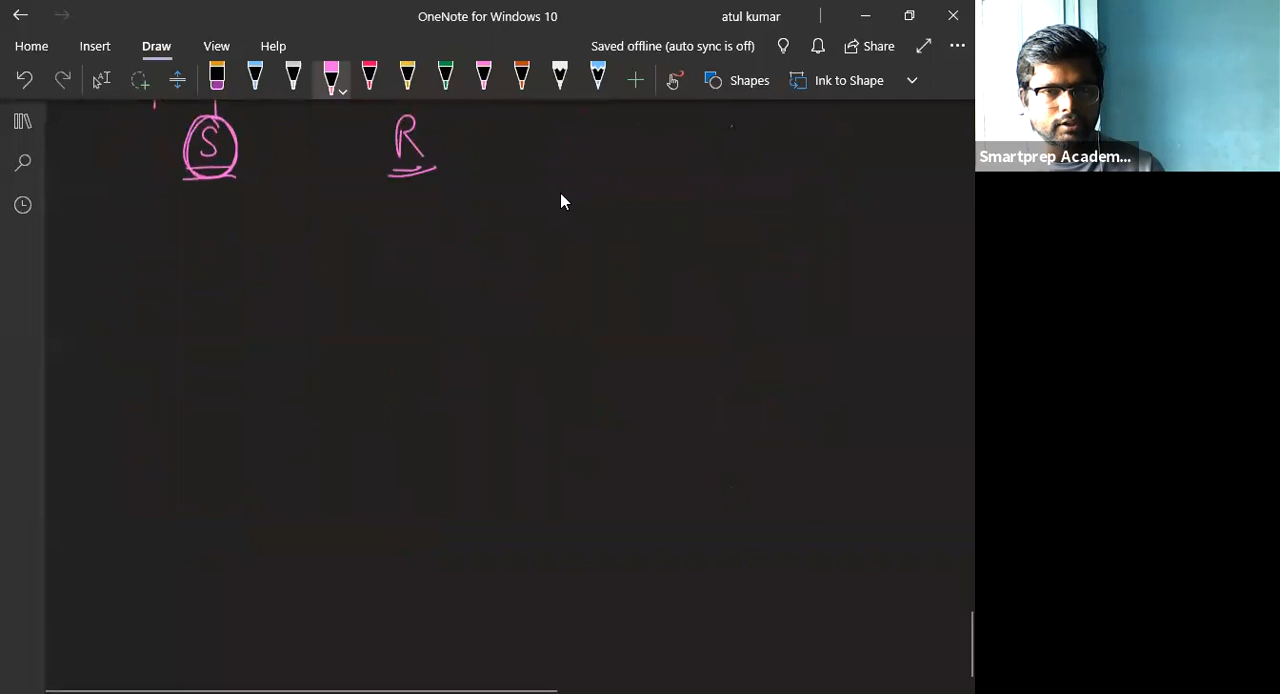 OneNote for Windows 10 atul kumar
Home Insert Draw View Help Saved offline (auto sync is off) Share
Shapes Ink to Shape
S R
Smartprep Academ...